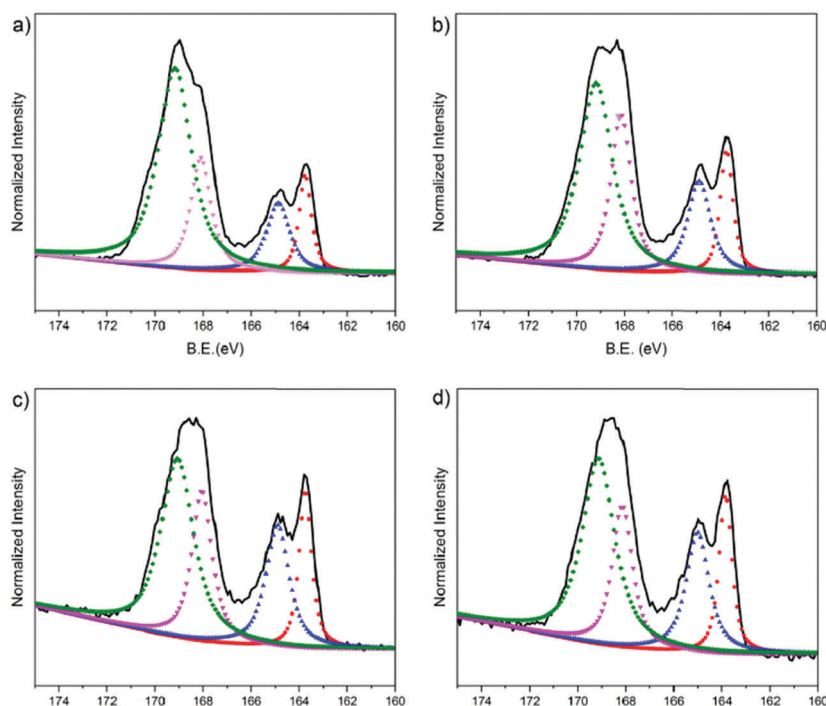 a)
Normalized Intensity
174 172 170 168 166 164 162 160
B.E.(eV)
b)
Normalized Intensity
174 172 170 168 166 164 162 160
B.E. (eV)
c)
Normalized Intensity
174 172 170 168 166 164 162 160
d)
Normalized Intensity
174 172 170 168 166 164 162 160